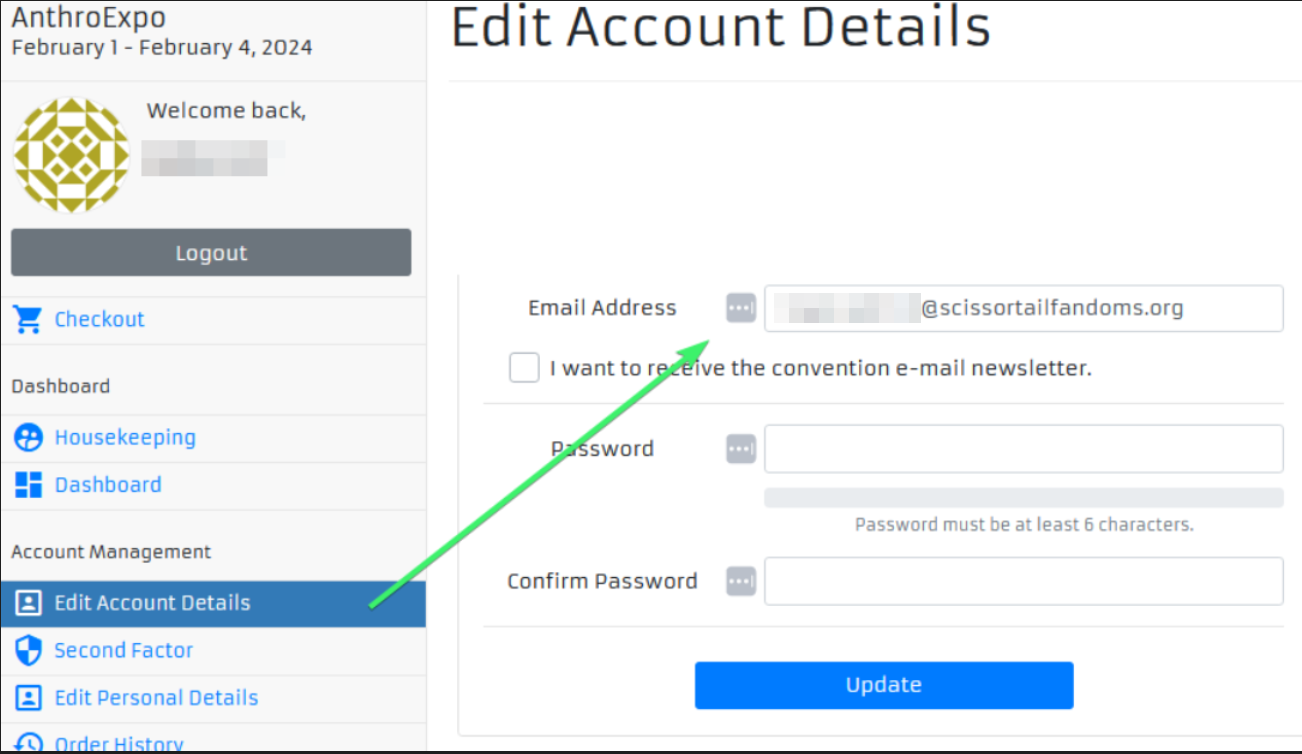 AnthroExpo
February 1 - February 4, 2024
Welcome back,
Logout
Checkout
Dashboard
Housekeeping
Dashboard
Account Management
Edit Account Details
Second Factor
Edit Personal Details
Order History
Edit Account Details
Email Address
@scissortailfandoms.org
I want to receive the convention e-mail newsletter.
Password
Password must be at least 6 characters.
Confirm Password
Update